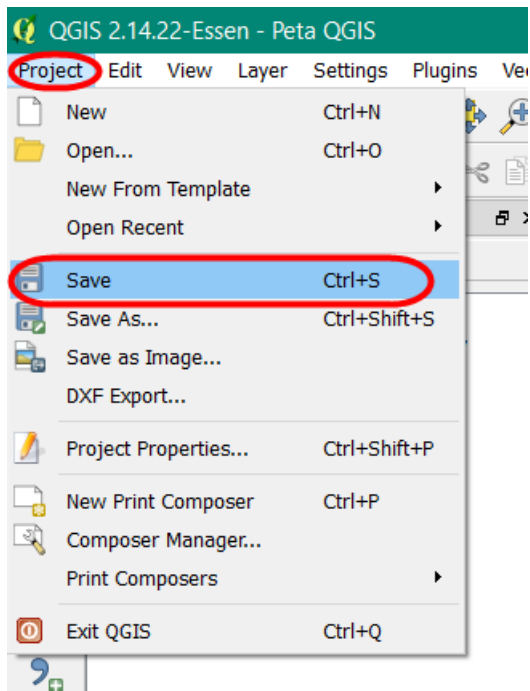 QGIS 2.14.22-Essen - Peta QGIS
Project Edit View Layer Settings Plugins
New Ctrl+N
Open... Ctrl+O
New From Template
Open Recent
Save Ctrl+S
Save As... Ctrl+Shift+S
Save as Image...
DXF Export...
Project Properties... Ctrl+Shift+P
New Print Composer Ctrl+P
Composer Manager...
Print Composers
Exit QGIS Ctrl+Q